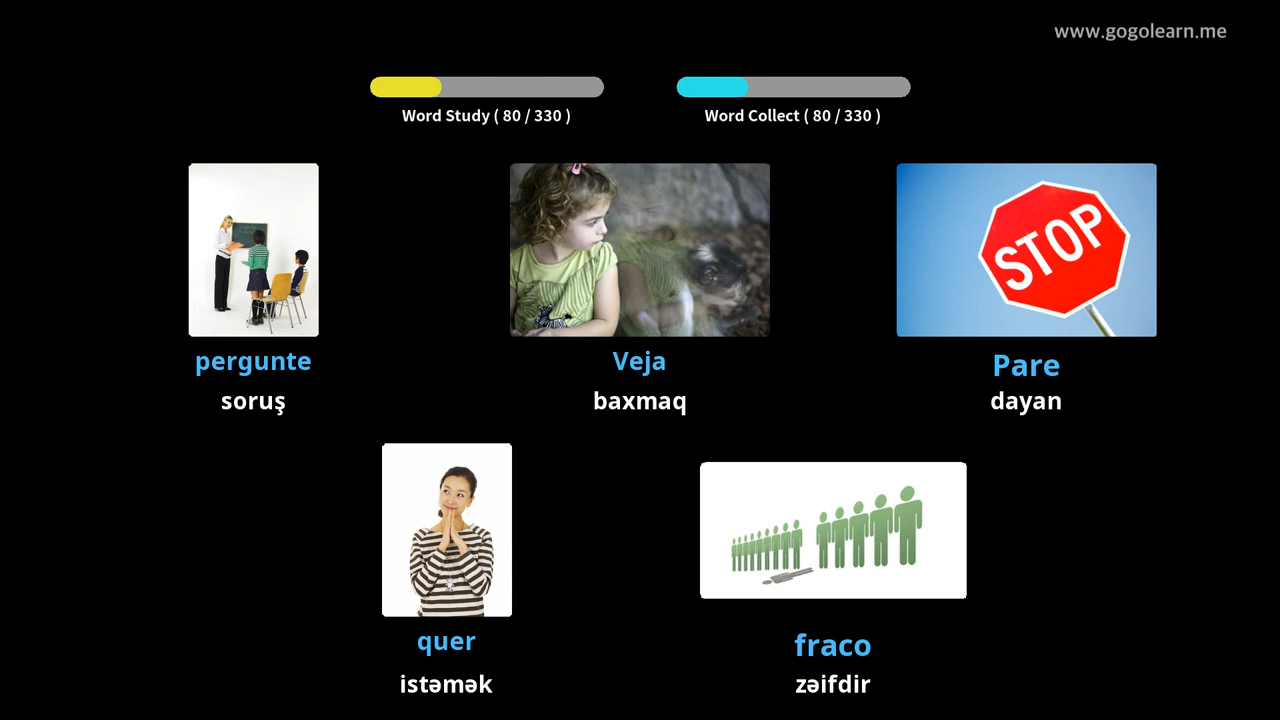 www.gogolearn.me
Word Study ( 80 / 330 )
Word Collect ( 80 / 330 )
STOP
pergunte
Veja
Pare
soruş
baxmaq
dayan
quer
fraco
istəmək
zəifdir